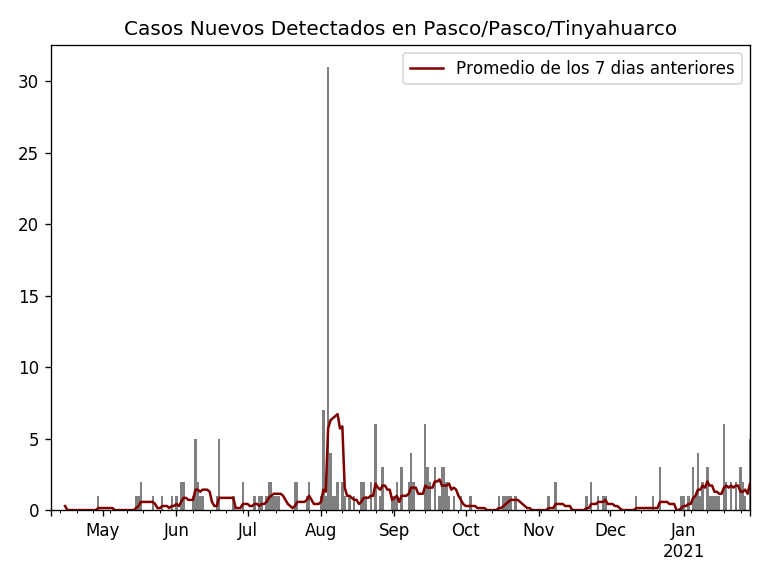 Casos Nuevos Detectados en Pasco/Pasco/Tinyahuarco
Promedio de los 7 dias anteriores
30
25
20
15
10
5
0
May Jun Jul Aug Sep Oct Nov Dec Jan
2021